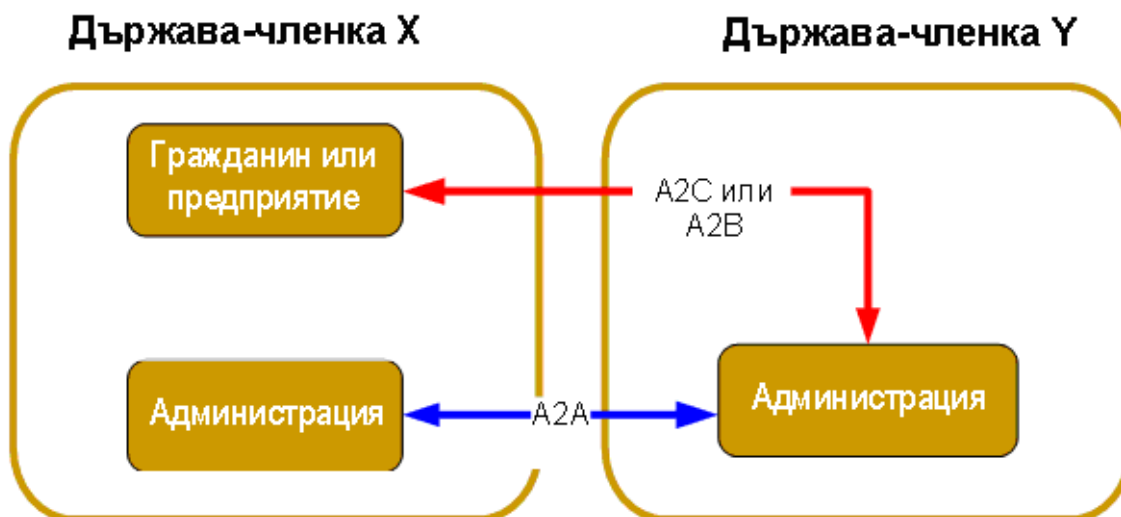 Държава-членка X
Държава-членка Y
Гражданин или
предприятие
A2C или
A2B
Администрация
A2A
Администрация